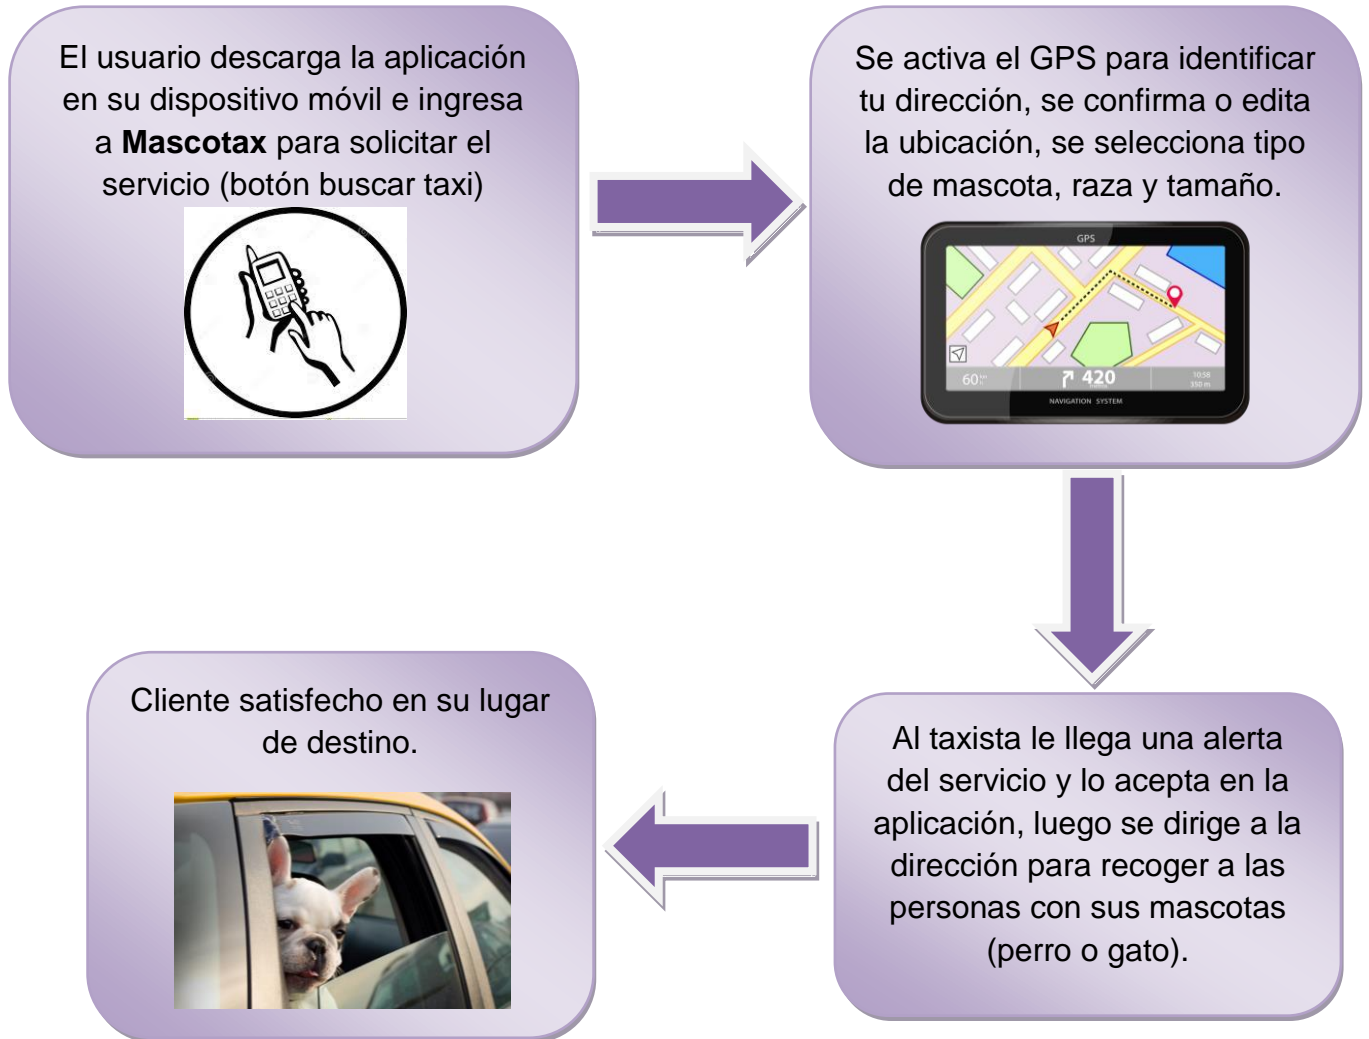 El usuario descarga la aplicación
en su dispositivo móvil e ingresa
a Mascotax para solicitar el
servicio (botón buscar taxi)
Se activa el GPS para identificar
tu dirección, se confirma o edita
la ubicación, se selecciona tipo
de mascota, raza y tamaño.
GPS
60
420
10:58
350 m
NAVIGATION SYSTEM
Al taxista le llega una alerta
del servicio y lo acepta en la
aplicación, luego se dirige a la
dirección para recoger a las
personas con sus mascotas
(perro o gato).
Cliente satisfecho en su lugar
de destino.